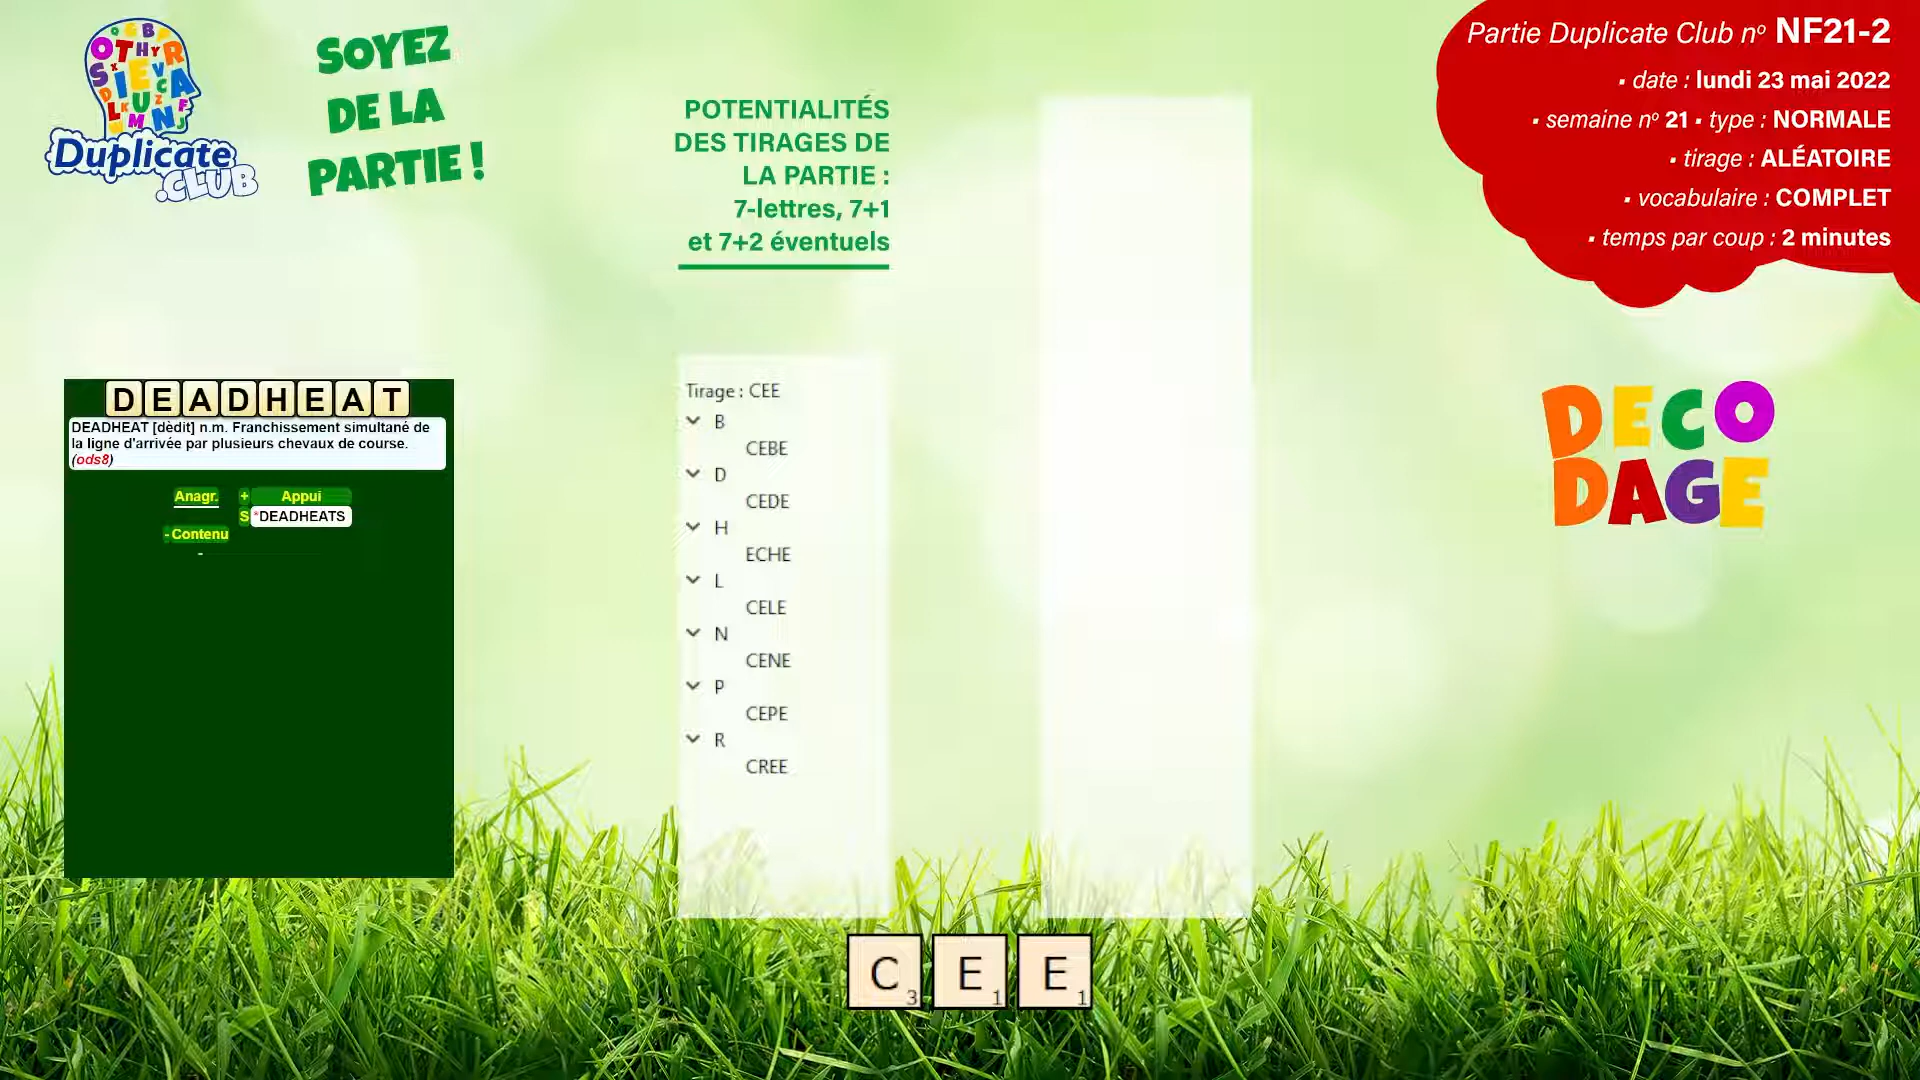 Duplicate
.CLUB
SOYEZ
DE LA
PARTIE !
POTENTIALITÉS
DES TIRAGES DE
LA PARTIE :
7-lettres, 7+1
et 7+2 éventuels
Partie Duplicate Club nº NF21-2
• date : lundi 23 mai 2022
• semaine nº 21 • type : NORMALE
• tirage : ALÉATOIRE
• vocabulaire : COMPLET
• temps par coup : 2 minutes
DEADHEAT
DEADHEAT [dèdit] n.m. Franchissement simultané de
la ligne d'arrivée par plusieurs chevaux de course.
(ods8)
Anagr. + Appui
S *DEADHEATS
- Contenu
-
Tirage : CEE
B
CEBE
D
CEDE
H
ECHE
L
CELE
N
CENE
P
CEPE
R
CREE
DECO
DAGE
C3 E1 E1